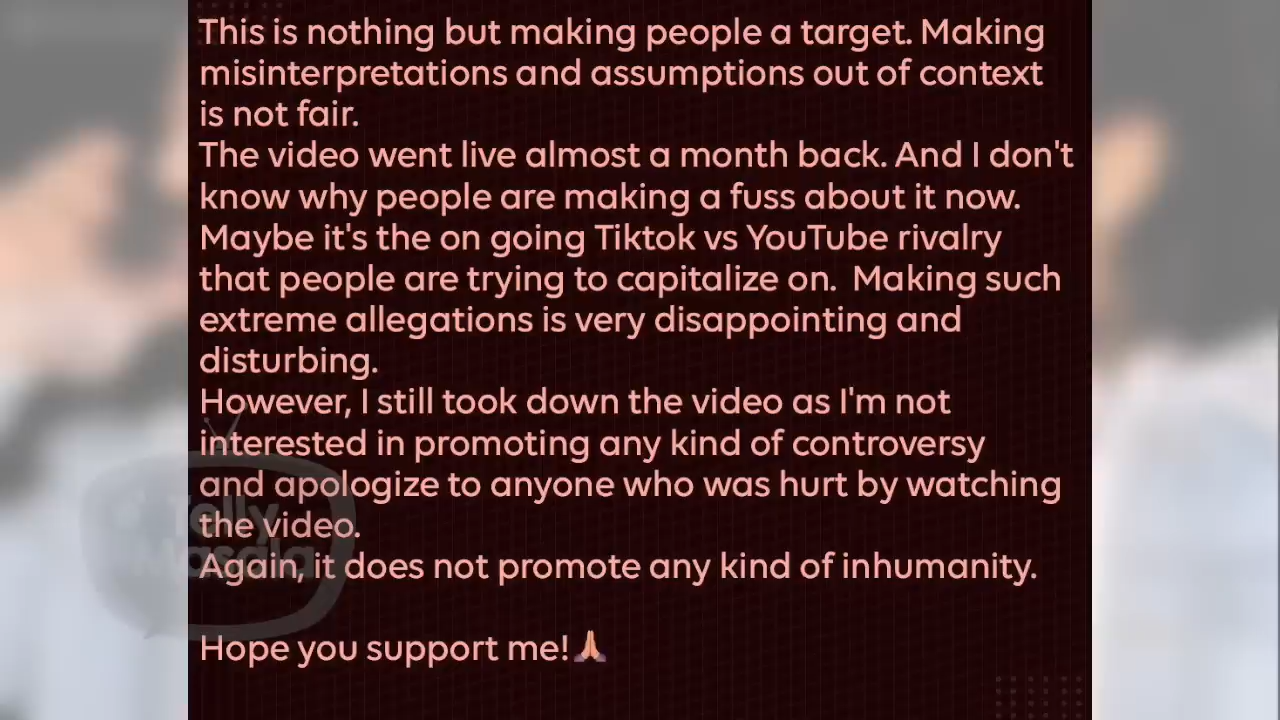 This is nothing but making people a target. Making
misinterpretations and assumptions out of context
is not fair.
The video went live almost a month back. And I don't
know why people are making a fuss about it now.
Maybe it's the on going Tiktok vs YouTube rivalry
that people are trying to capitalize on. Making such
extreme allegations is very disappointing and
disturbing.
However, I still took down the video as I'm not
interested in promoting any kind of controversy
and apologize to anyone who was hurt by watching
the video.
Again, it does not promote any kind of inhumanity.
Hope you support me!🙏
Telly
Masala